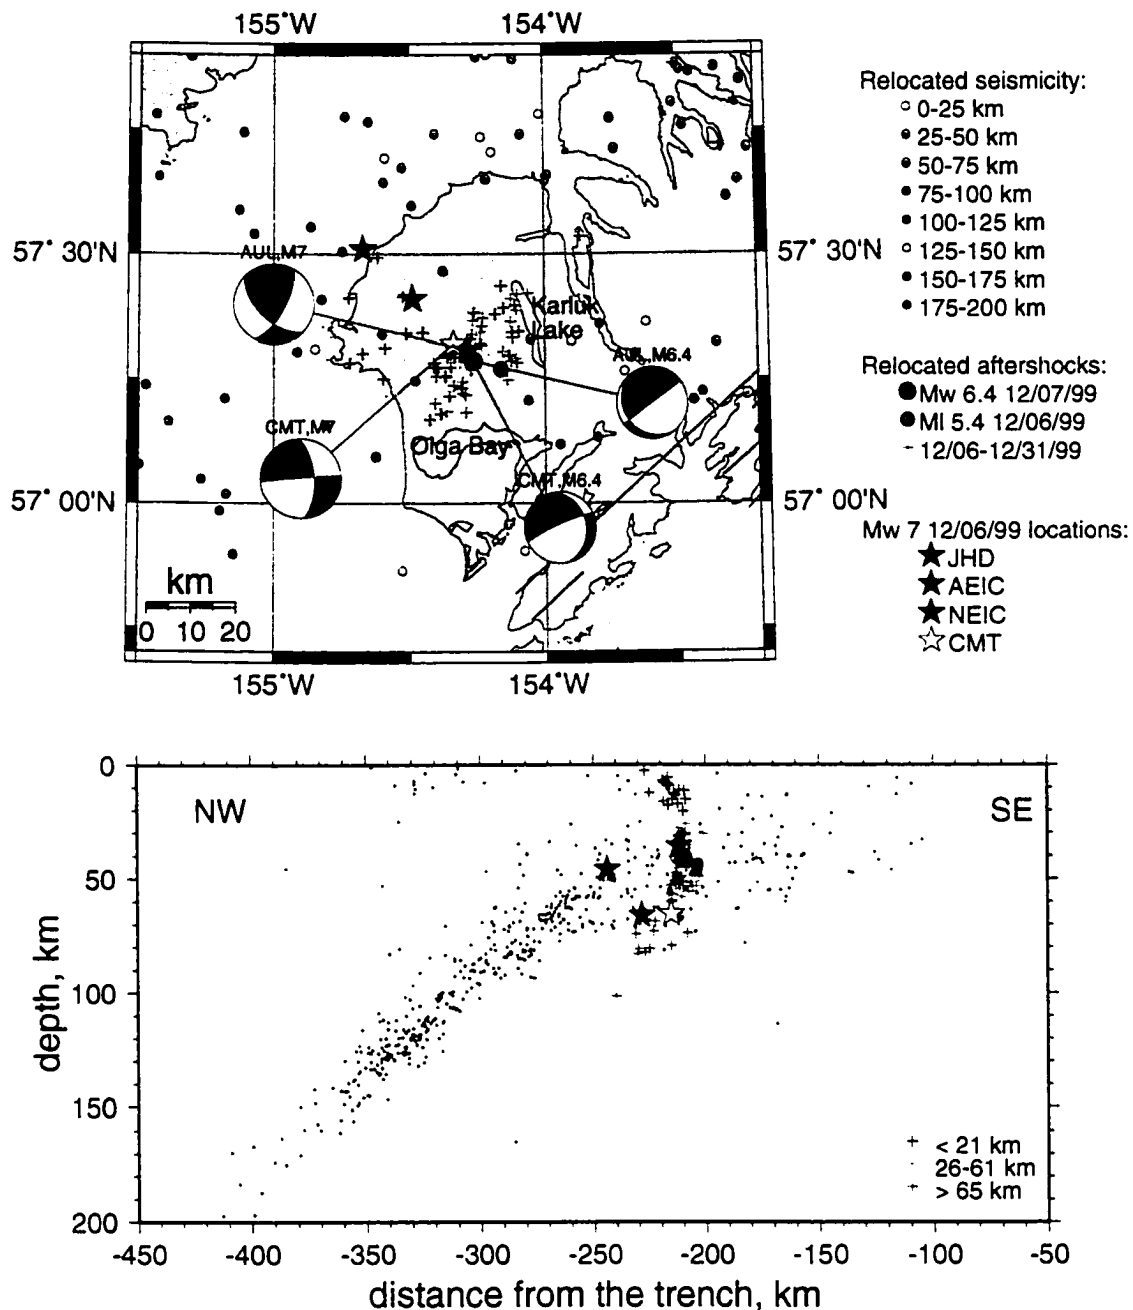 155˚W 154˚W
57˚ 30'N 57˚ 30'N
57˚ 00'N 57˚ 00'N
155˚W 154˚W
AUL,M7
Karluk
Lake
AUL,M6.4
CMT,M7
Olga Bay
CMT,M6.4
km
0 10 20
Relocated seismicity:
0-25 km
25-50 km
50-75 km
75-100 km
100-125 km
125-150 km
150-175 km
175-200 km
Relocated aftershocks:
Mw 6.4 12/07/99
Ml 5.4 12/06/99
12/06-12/31/99
Mw 7 12/06/99 locations:
JHD
AEIC
NEIC
CMT
NW SE
0
50
100
150
200
depth, km
< 21 km
26-61 km
> 65 km
-450 -400 -350 -300 -250 -200 -150 -100 -50
distance from the trench, km